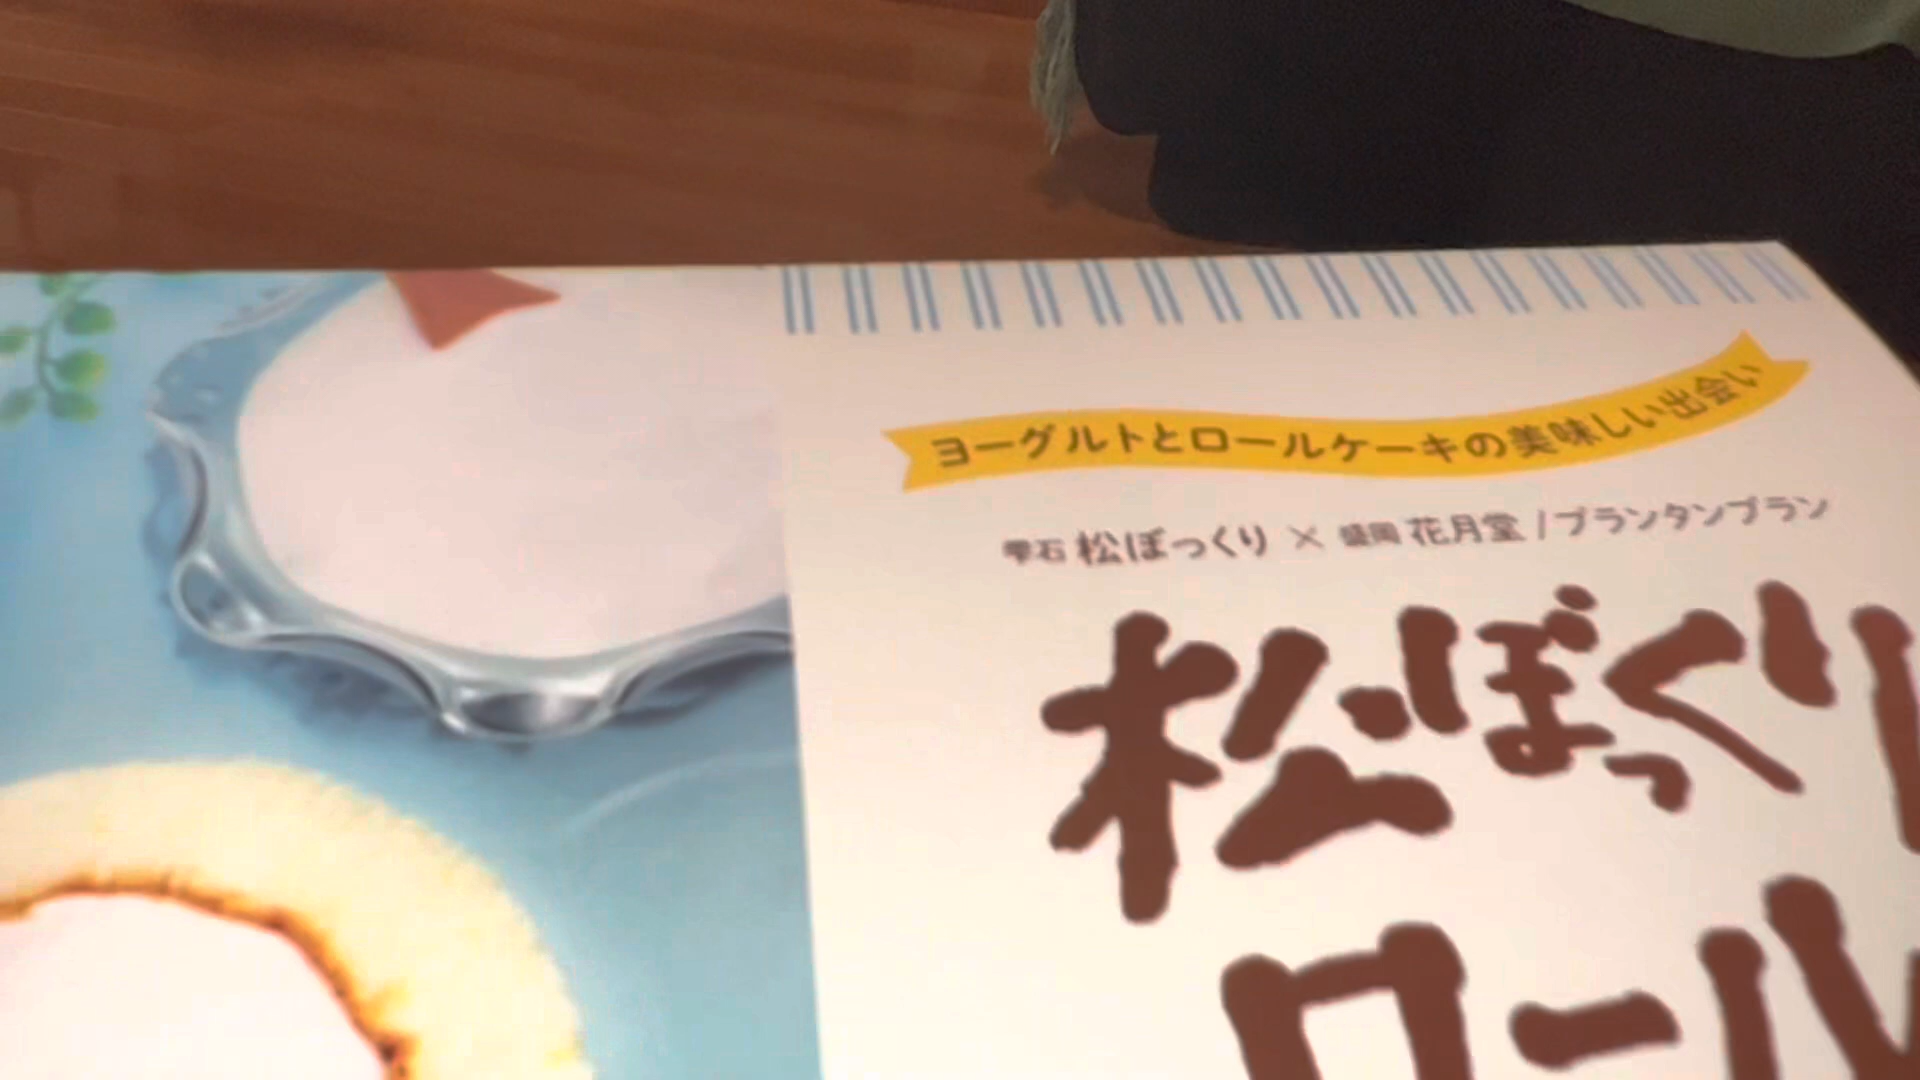 ヨーグルトとロールケーキの美味しい出会い
雫石 松ぼっくり × 盛岡 花月堂 / プランタンブラン
松ぼっくり
ロール